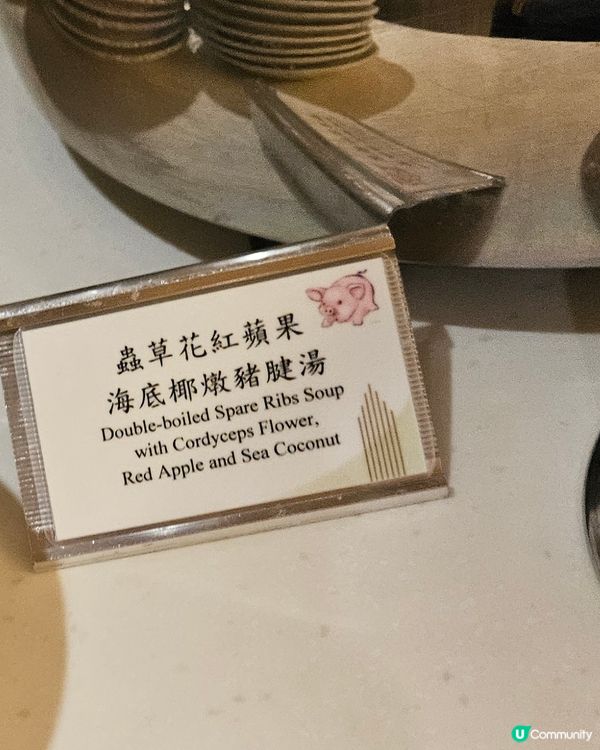 蟲草花紅蘋果
海底椰燉豬腱湯
Double-boiled Spare Ribs Soup
with Cordyceps Flower,
Red Apple and Sea Coconut
U Community